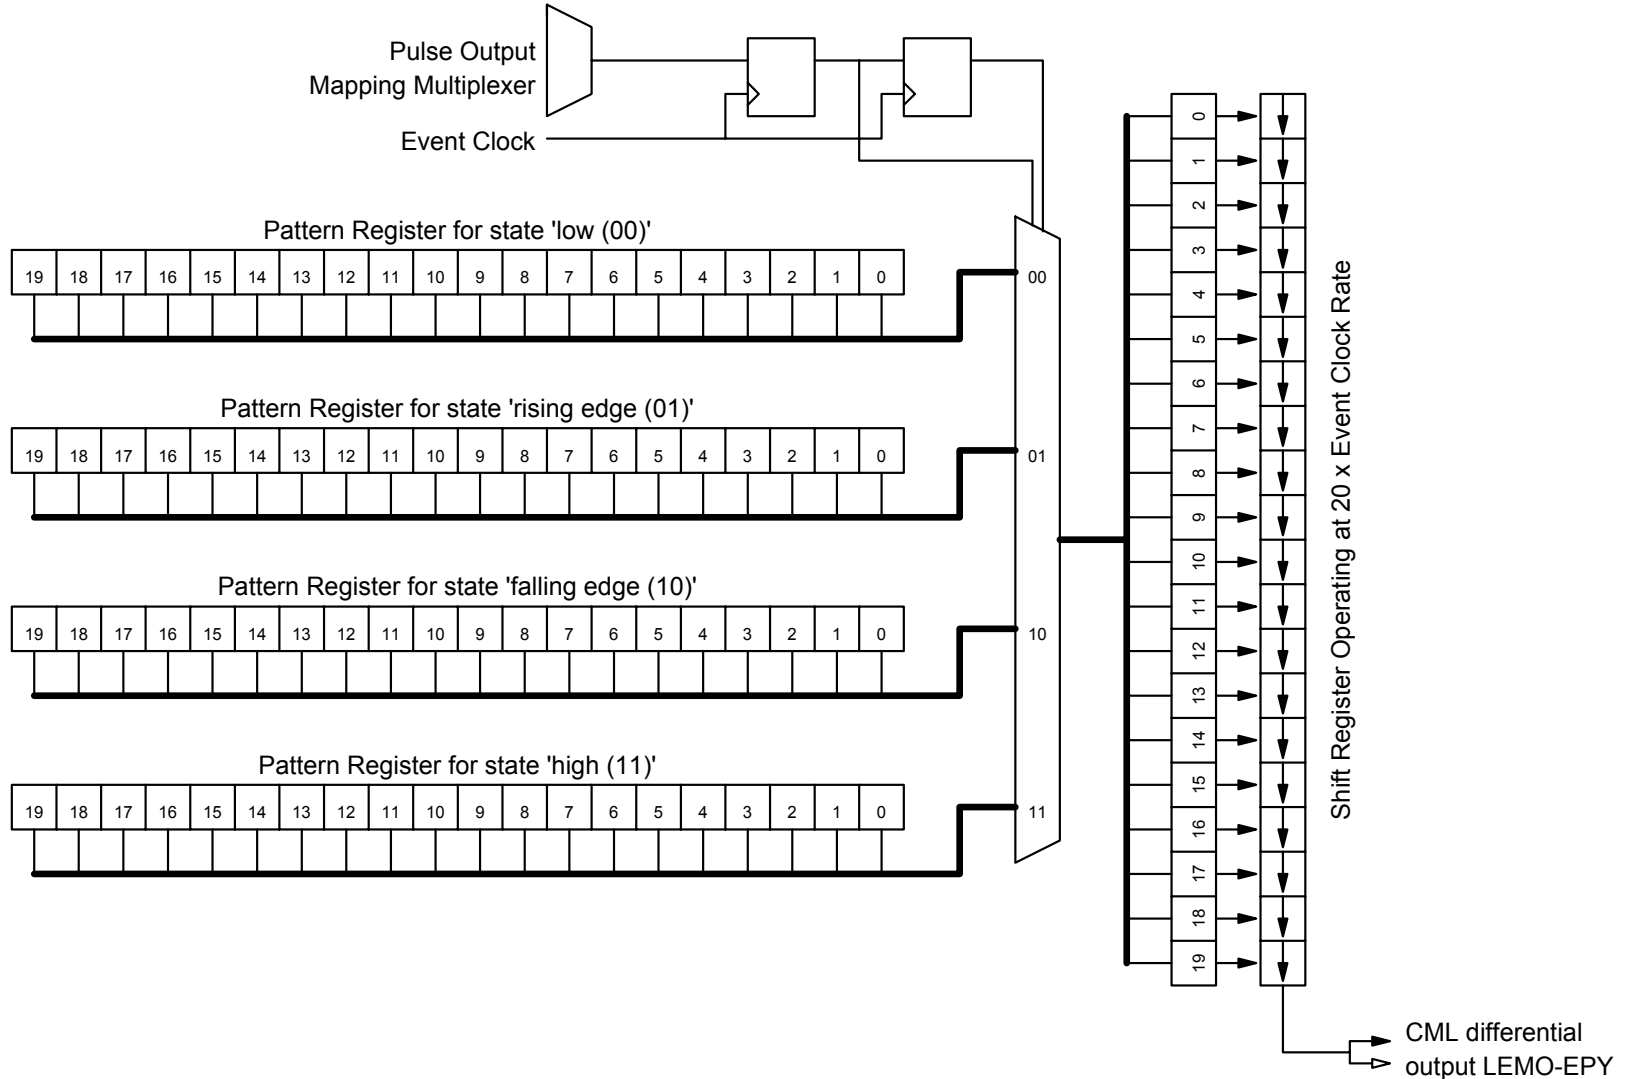 Pulse Output
Mapping Multiplexer
Event Clock
Pattern Register for state 'low (00)'
19 18 17 16 15 14 13 12 11 10 9 8 7 6 5 4 3 2 1 0
00
Pattern Register for state 'rising edge (01)'
19 18 17 16 15 14 13 12 11 10 9 8 7 6 5 4 3 2 1 0
01
Pattern Register for state 'falling edge (10)'
19 18 17 16 15 14 13 12 11 10 9 8 7 6 5 4 3 2 1 0
10
Pattern Register for state 'high (11)'
19 18 17 16 15 14 13 12 11 10 9 8 7 6 5 4 3 2 1 0
11
0
1
2
3
4
5
6
7
8
9
10
11
12
13
14
15
16
17
18
19
Shift Register Operating at 20 x Event Clock Rate
CML differential
output LEMO-EPY